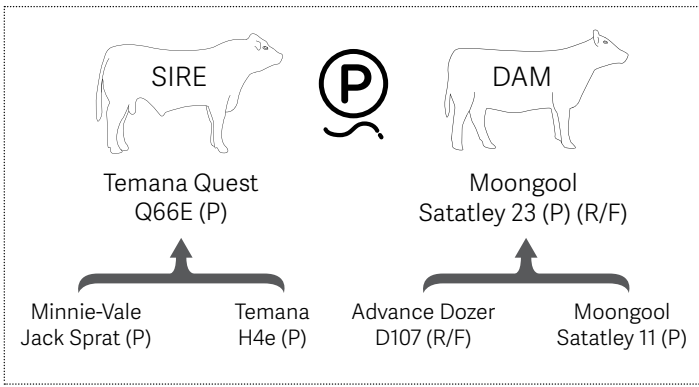 SIRE
P
DAM
Temana Quest
Q66E (P)
Moongool
Satatley 23 (P) (R/F)
Minnie-Vale
Jack Sprat (P)
Temana
H4e (P)
Advance Dozer
D107 (R/F)
Moongool
Satatley 11 (P)